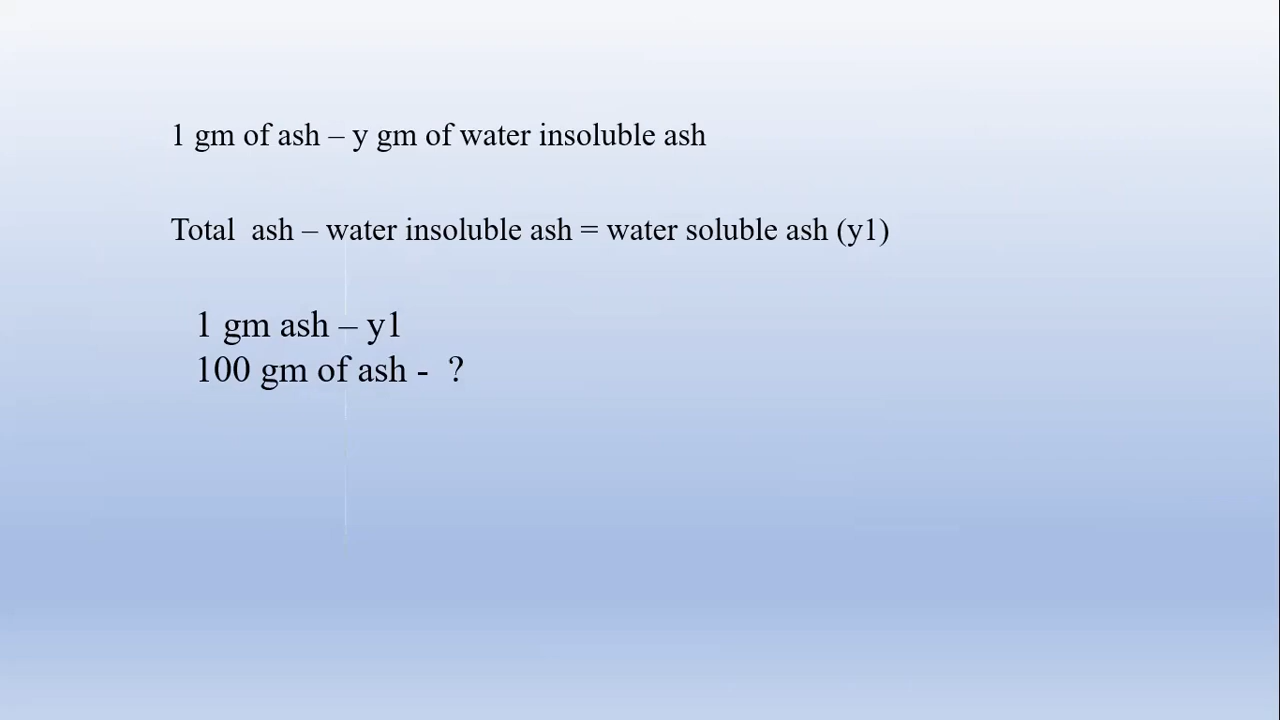 1 gm of ash – y gm of water insoluble ash
Total ash – water insoluble ash = water soluble ash (y1)
1 gm ash – y1
100 gm of ash - ?